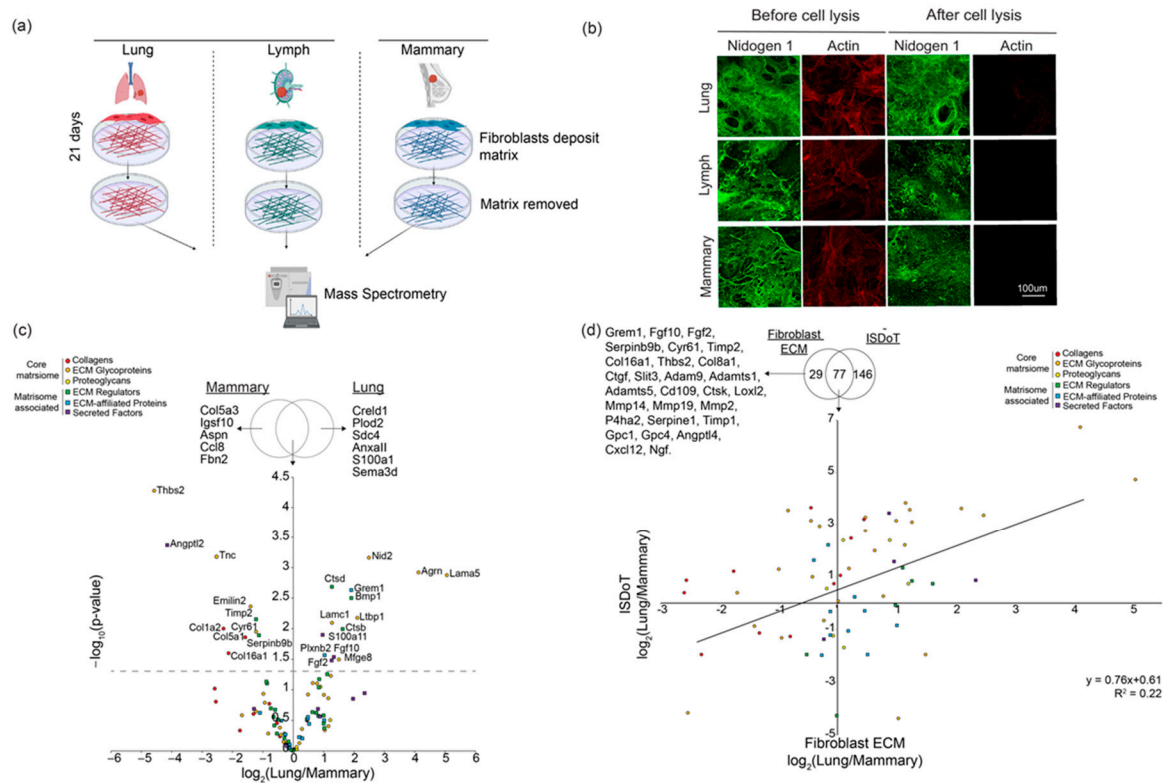 (a)
Lung
Lymph
Mammary
21 days
Fibroblasts deposit
matrix
Matrix removed
Mass Spectrometry
(b)
Before cell lysis
After cell lysis
Nidogen 1
Actin
Nidogen 1
Actin
Lung
Lymph
Mammary
100um
(c)
Core
matrsiome
Matrisome
associated
Collagens
ECM Glycoproteins
Proteoglycans
ECM Regulators
ECM-affiliated Proteins
Secreted Factors
Mammary
Lung
Col5a3
Igsf10
Aspn
Ccl8
Fbn2
Creld1
Plod2
Sdc4
AnxaII
S100a1
Sema3d
4.5
4
3.5
3
2.5
2
1.5
1
0.5
0
Thbs2
Angptl2
Tnc
Nid2
Agrn
Lama5
Ctsd
Grem1
Bmp1
Emilin2
Timp2
Lamc1
Ltbp1
Col1a2
Cyr61
Ctsb
Col5a1
S100a11
Serpinb9b
Col16a1
Plxnb2
Fgf10
Fgf2
Mfge8
−log10(p-value)
−6 −5 −4 −3 −2 −1 0 1 2 3 4 5 6
log2(Lung/Mammary)
(d)
Grem1, Fgf10, Fgf2,
Serpinb9b, Cyr61, Timp2,
Col16a1, Thbs2, Col8a1,
Ctgf, Slit3, Adam9, Adamts1,
Adamts5, Cd109, Ctsk, Loxl2,
Mmp14, Mmp19, Mmp2,
P4ha2, Serpine1, Timp1,
Gpc1, Gpc4, Angptl4,
Cxcl12, Ngf.
Fibroblast
ECM
ISDoT
29
77
146
Core
matrsiome
Matrisome
associated
Collagens
ECM Glycoproteins
Proteoglycans
ECM Regulators
ECM-affiliated Proteins
Secreted Factors
7
5
3
1
-1
-3
-5
ISDoT
log2(Lung/Mammary)
-3 -2 -1 0 1 2 3 4 5 6
y = 0.76x+0.61
R2 = 0.22
Fibroblast ECM
log2(Lung/Mammary)